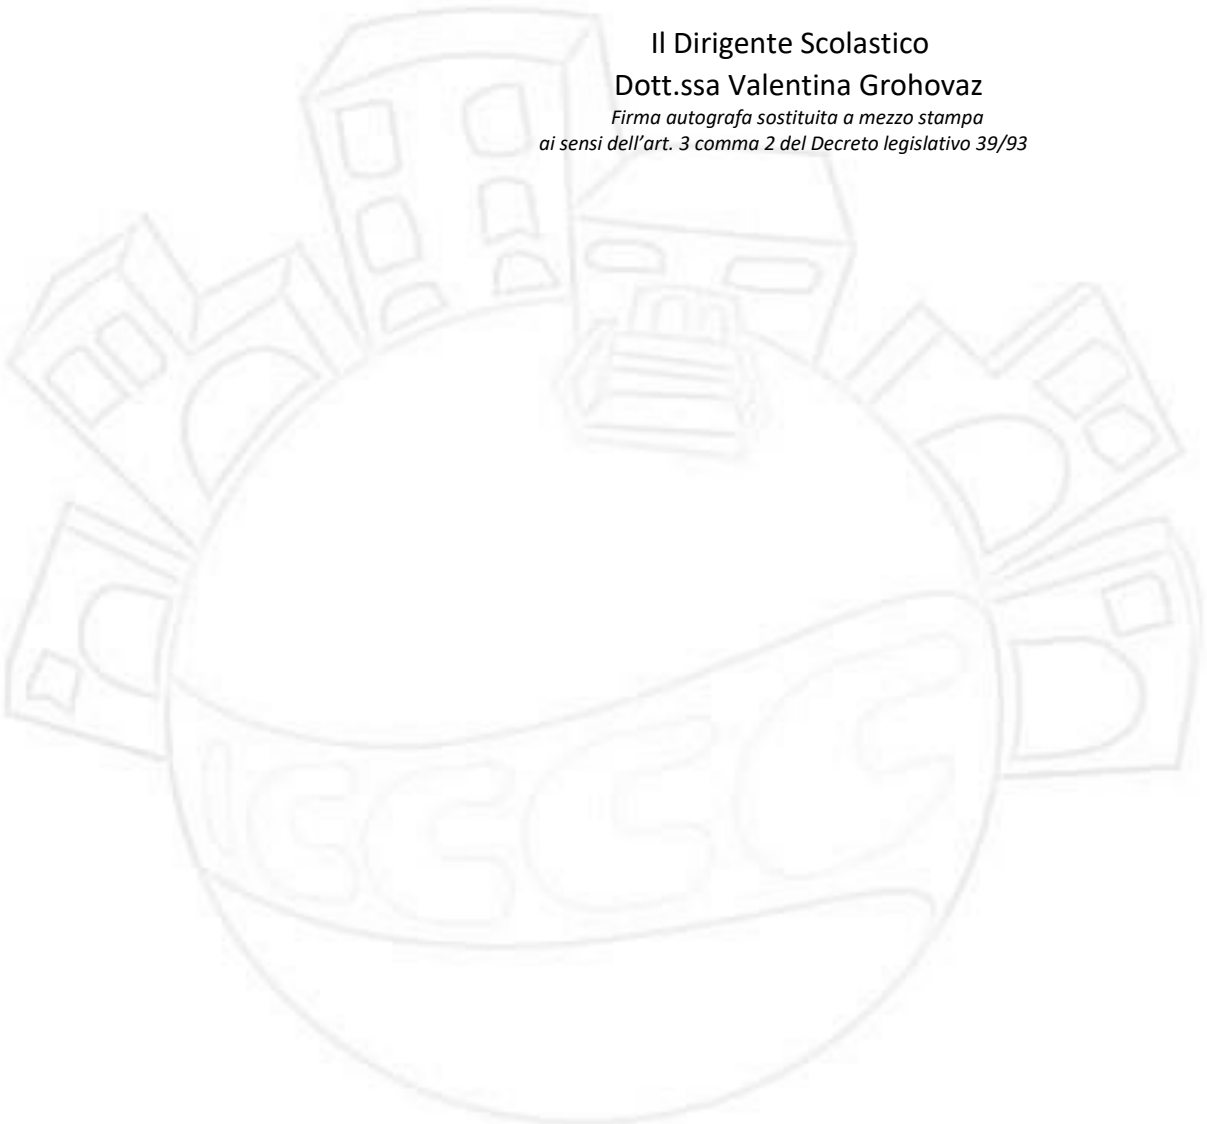 Il Dirigente Scolastico
Dott.ssa Valentina Grohovaz
Firma autografa sostituita a mezzo stampa
ai sensi dell’art. 3 comma 2 del Decreto legislativo 39/93